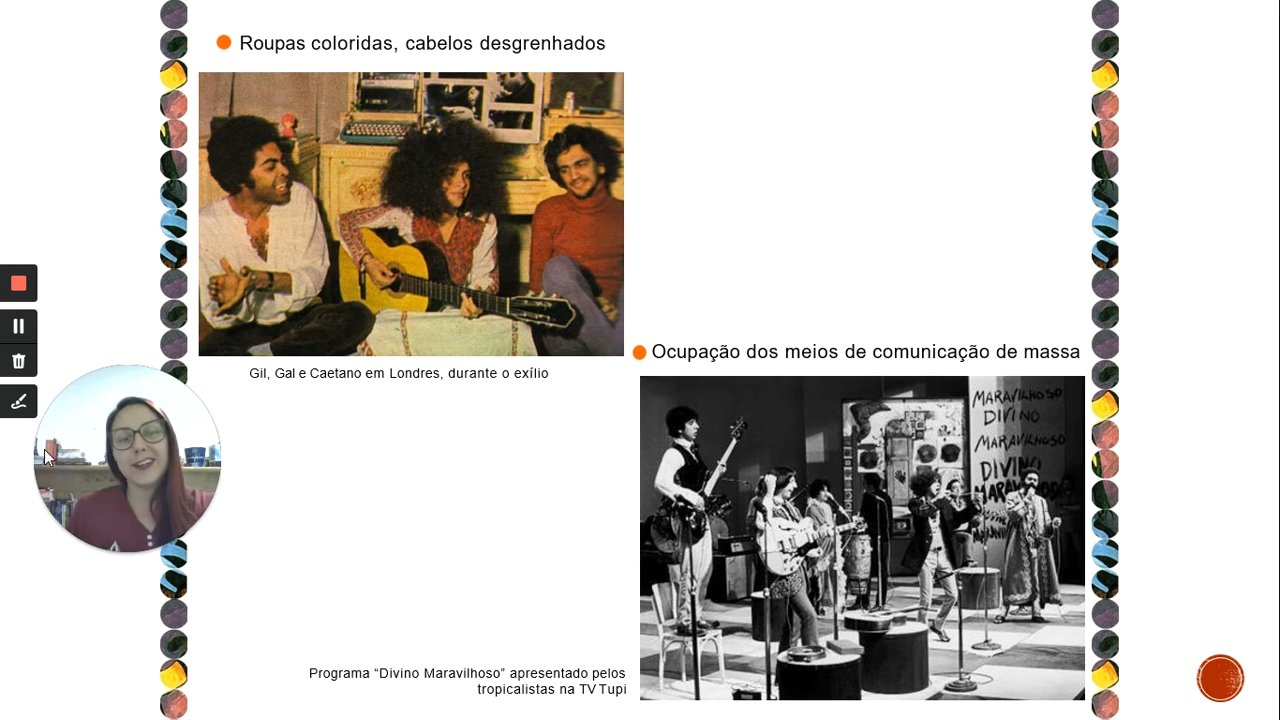 Roupas coloridas, cabelos desgrenhados
Gil, Gal e Caetano em Londres, durante o exílio
Ocupação dos meios de comunicação de massa
MARAVILHOSO
DIVINO
MARAVILHOSO
DIVINO
MARAVILHOSO
Programa “Divino Maravilhoso” apresentado pelos
tropicalistas na TV Tupi